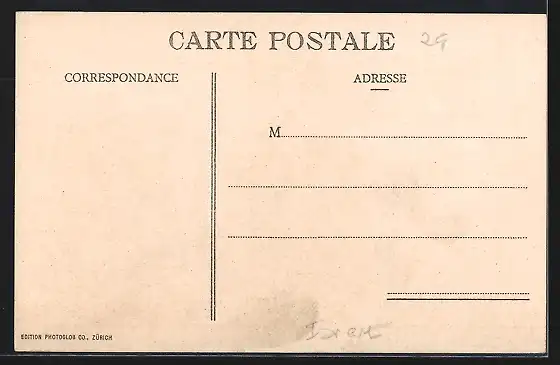 CARTE POSTALE 29
CORRESPONDANCE
ADRESSE
M
EDITION PHOTOGLOB CO., ZÜRICH